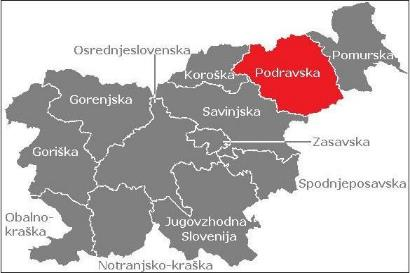 Osrednjeslovenska
Koroška
Podravska
Pomurska
Gorenjska
Savinjska
Goriška
Zasavska
Spodnjeposavska
Obalno-
kraška
Jugovzhodna
Slovenija
Notranjsko-kraška